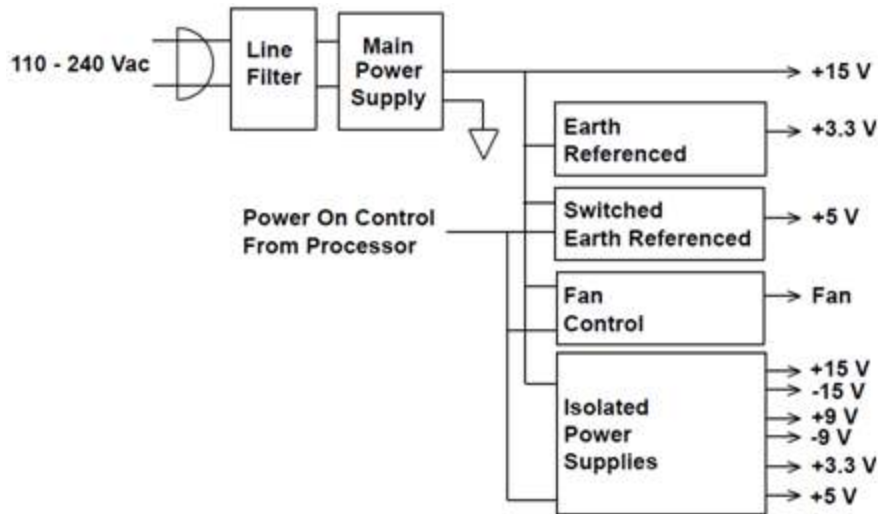 110 - 240 Vac
Line
Filter
Main
Power
Supply
+15 V
Earth
Referenced
+3.3 V
Power On Control
From Processor
Switched
Earth Referenced
+5 V
Fan
Control
Fan
Isolated
Power
Supplies
+15 V
-15 V
+9 V
-9 V
+3.3 V
+5 V